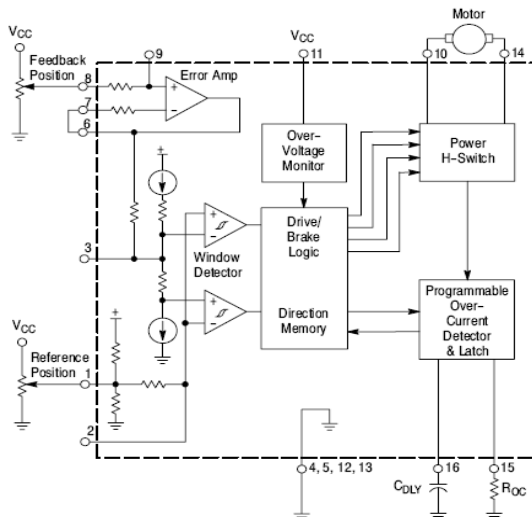 Motor
VCC
Feedback
Position
9
VCC
11
10
14
8
Error Amp
+
7
−
6
Over−
Voltage
Monitor
Power
H−Switch
+
3
+
−
Window
Detector
Drive/
Brake
Logic
+
−
Direction
Memory
Programmable
Over−
Current
Detector
& Latch
VCC
Reference
Position
+
1
2
4, 5, 12, 13
16
15
CDLY
ROC